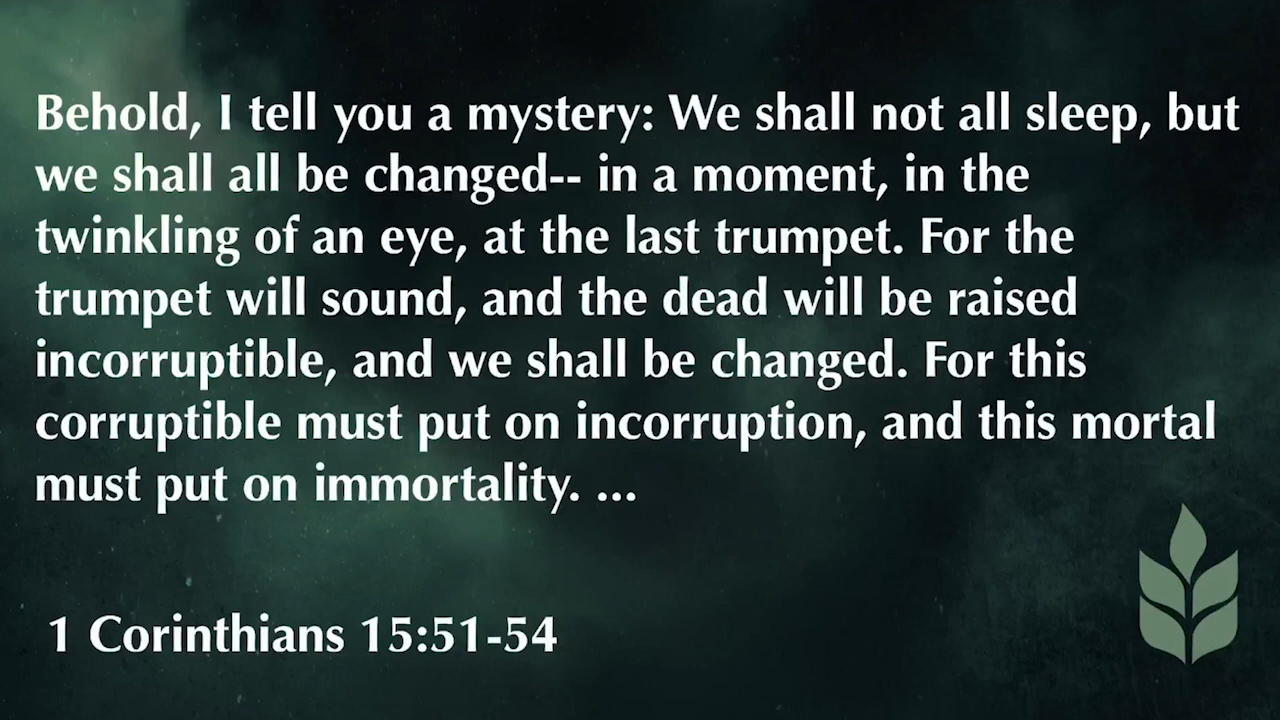 Behold, I tell you a mystery: We shall not all sleep, but
we shall all be changed-- in a moment, in the
twinkling of an eye, at the last trumpet. For the
trumpet will sound, and the dead will be raised
incorruptible, and we shall be changed. For this
corruptible must put on incorruption, and this mortal
must put on immortality. ...
1 Corinthians 15:51-54